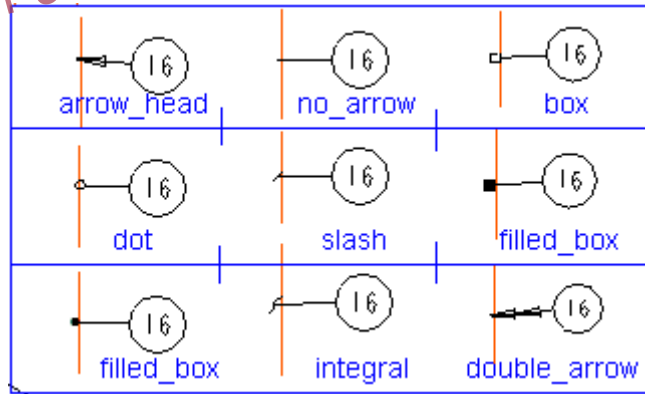 16 16 16
arrow_head no_arrow box
16 16 16
dot slash filled_box
16 16 16
filled_box integral double_arrow